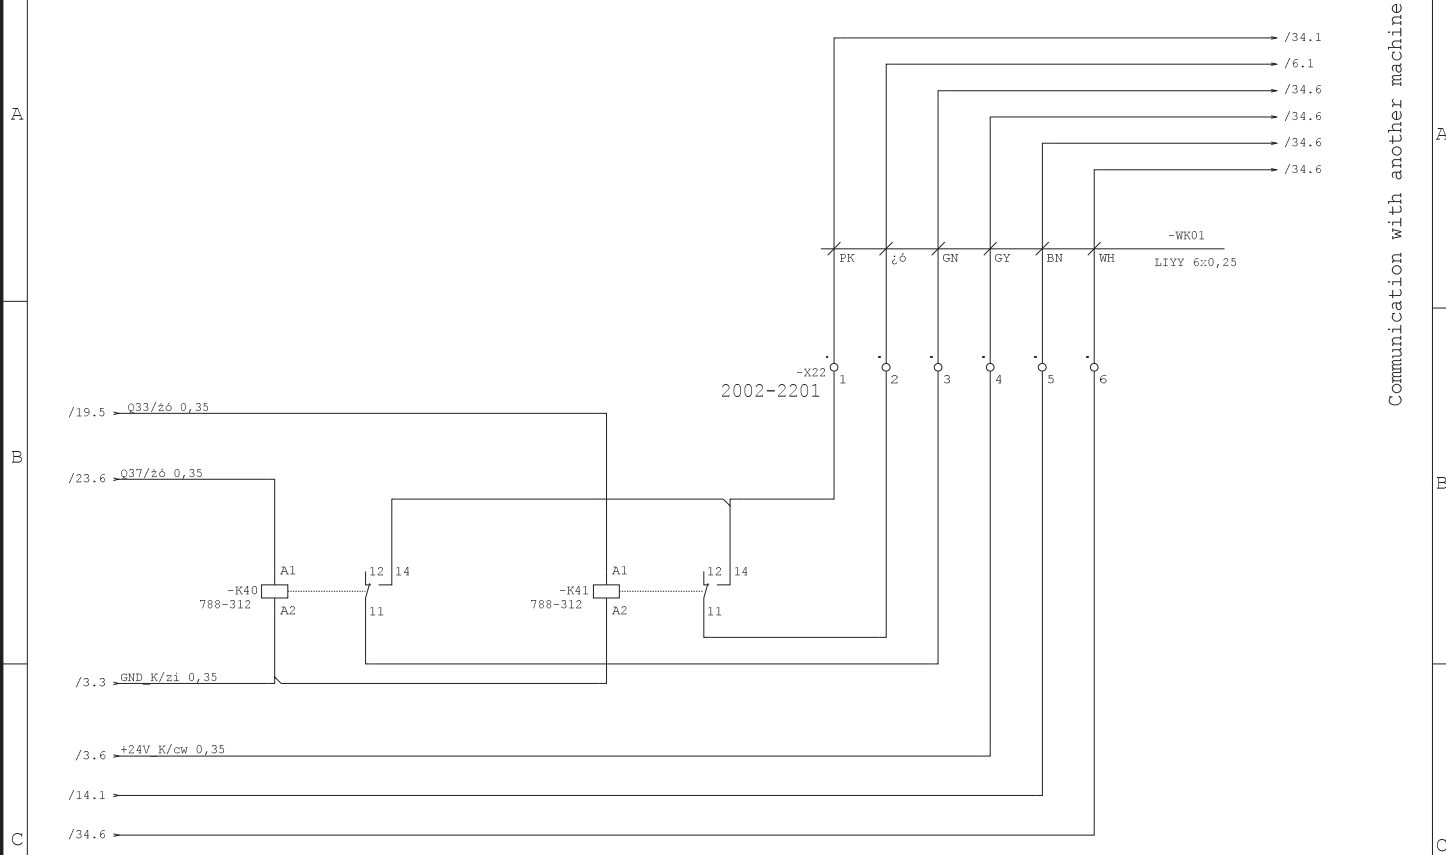 /34.1
/6.1
/34.6
/34.6
/34.6
/34.6
Communication with another machine
A
A
-WK01
PK ¿ó GN GY BN WH
LIYY 6x0,25
-X22 1 2 3 4 5 6
2002-2201
/19.5 Q33/żó 0,35
B
/23.6 Q37/żó 0,35
B
A1 12 14 A1 12 14
-K40 -K41
788-312 788-312
A2 11 A2 11
/3.3 GND_K/zi 0,35
/3.6 +24V_K/cw 0,35
/14.1
/34.6
C
C